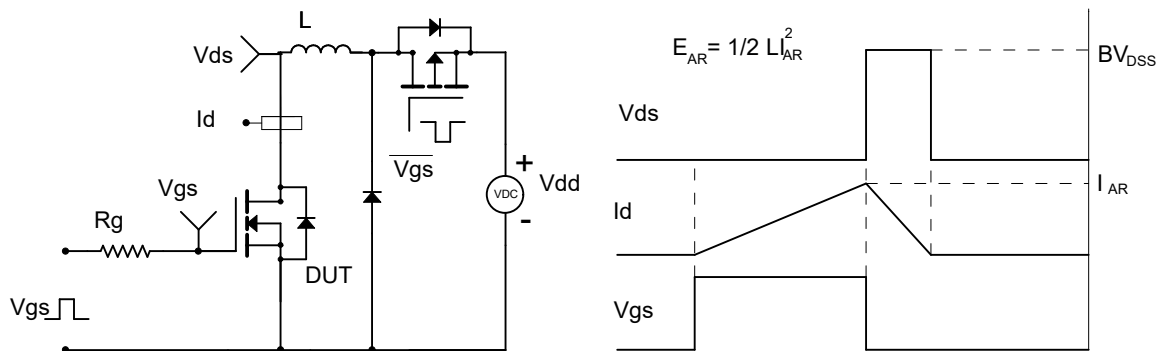 L
Vds
Id
Vgs
Vgs
+
VDC
Vdd
-
Rg
DUT
Vgs
E_AR= 1/2 LI_AR^2
BV_DSS
Vds
I_AR
Id
Vgs